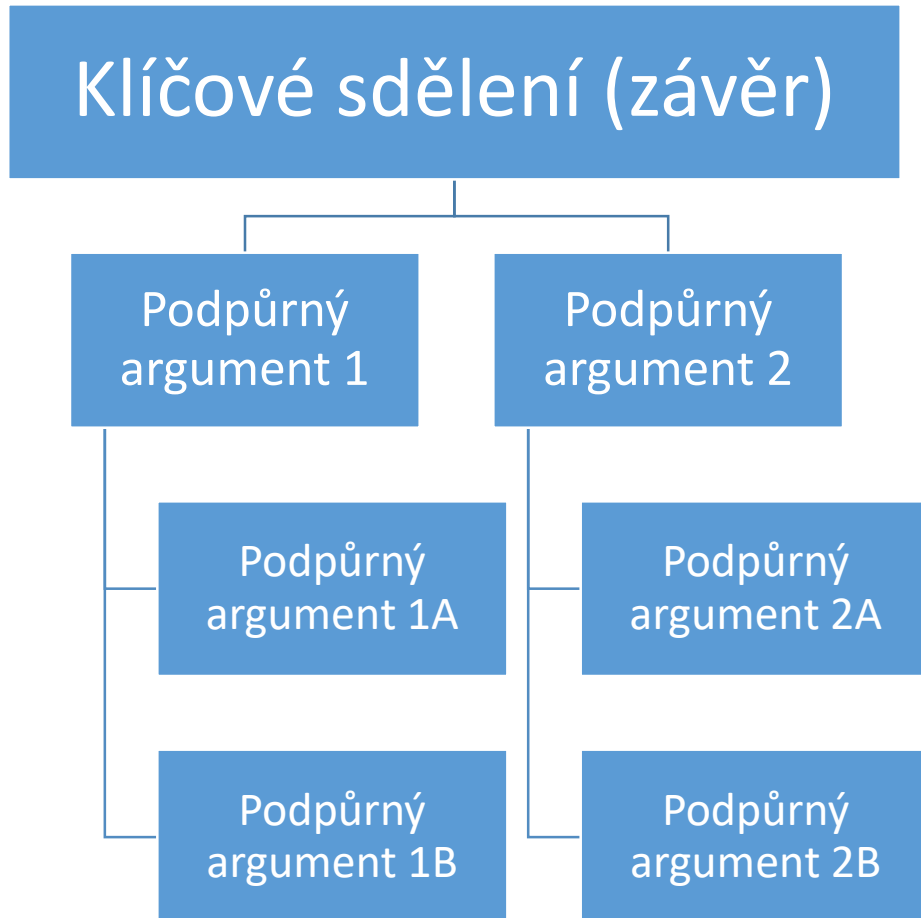 Klíčové sdělení (závěr)
Podpůrný
argument 1
Podpůrný
argument 2
Podpůrný
argument 1A
Podpůrný
argument 2A
Podpůrný
argument 1B
Podpůrný
argument 2B